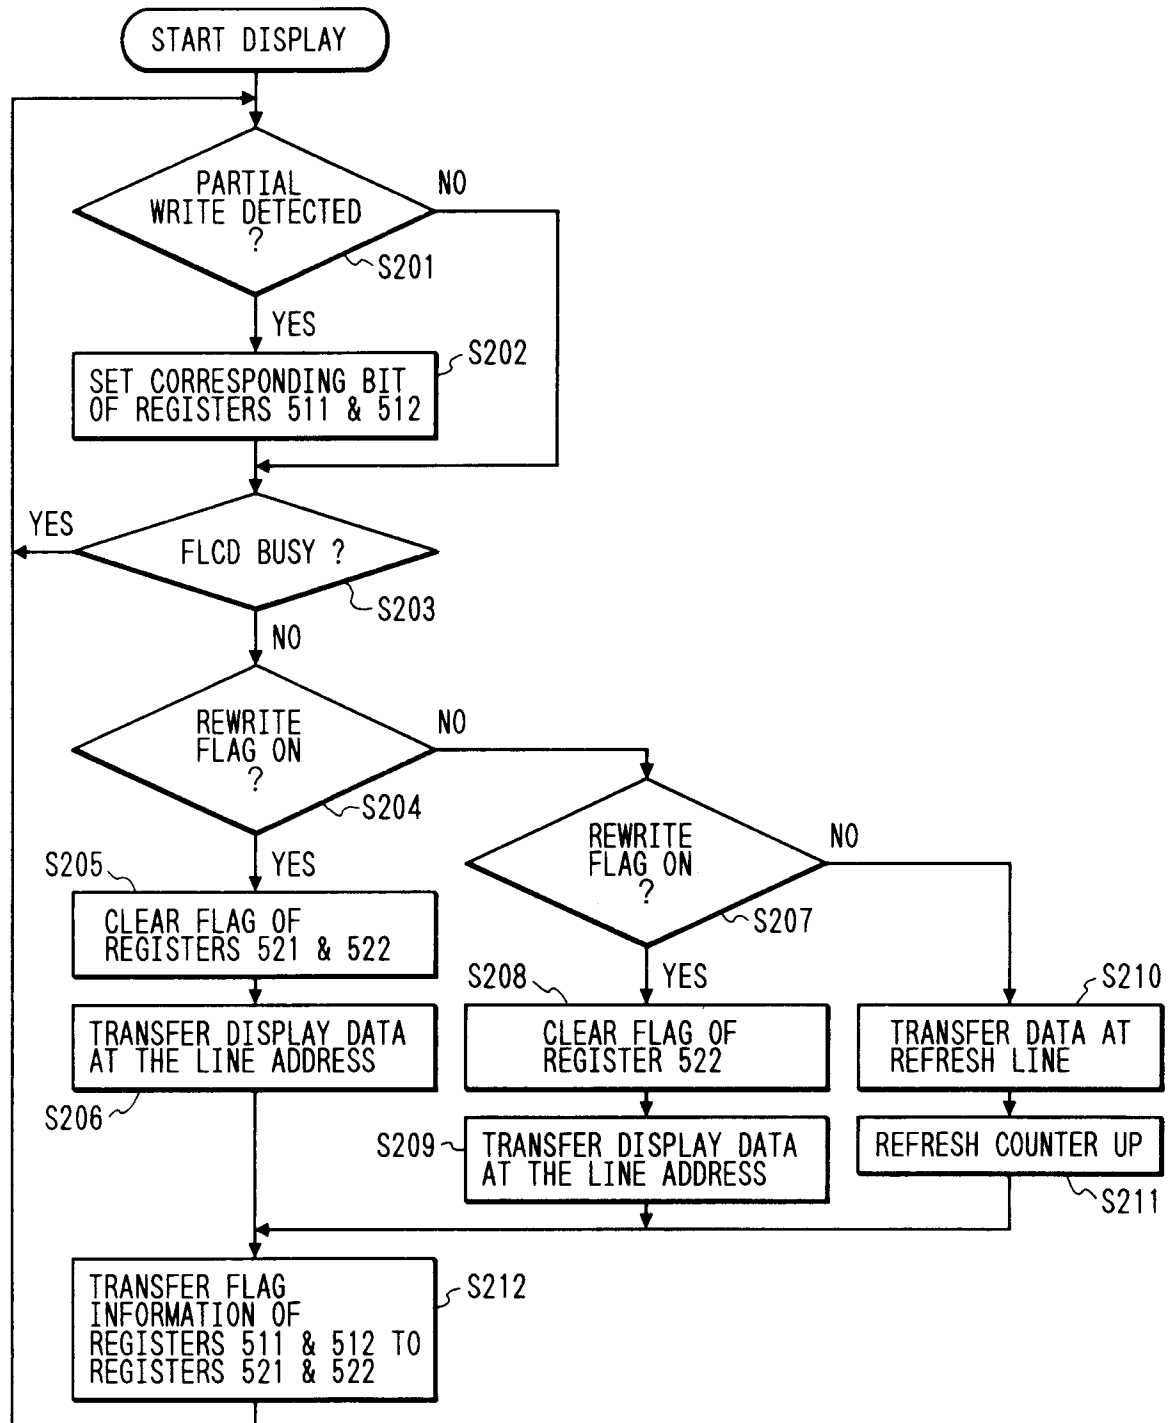 START DISPLAY
PARTIAL
WRITE DETECTED
?
NO
S201
YES
S202
SET CORRESPONDING BIT
OF REGISTERS 511 & 512
YES
FLCD BUSY ?
S203
NO
REWRITE
FLAG ON
?
NO
S204
YES
REWRITE
FLAG ON
?
NO
S207
YES
S205
CLEAR FLAG OF
REGISTERS 521 & 522
S208
CLEAR FLAG OF
REGISTER 522
S210
TRANSFER DATA AT
REFRESH LINE
TRANSFER DISPLAY DATA
AT THE LINE ADDRESS
S206
S209
TRANSFER DISPLAY DATA
AT THE LINE ADDRESS
REFRESH COUNTER UP
S211
TRANSFER FLAG
INFORMATION OF
REGISTERS 511 & 512 TO
REGISTERS 521 & 522
S212